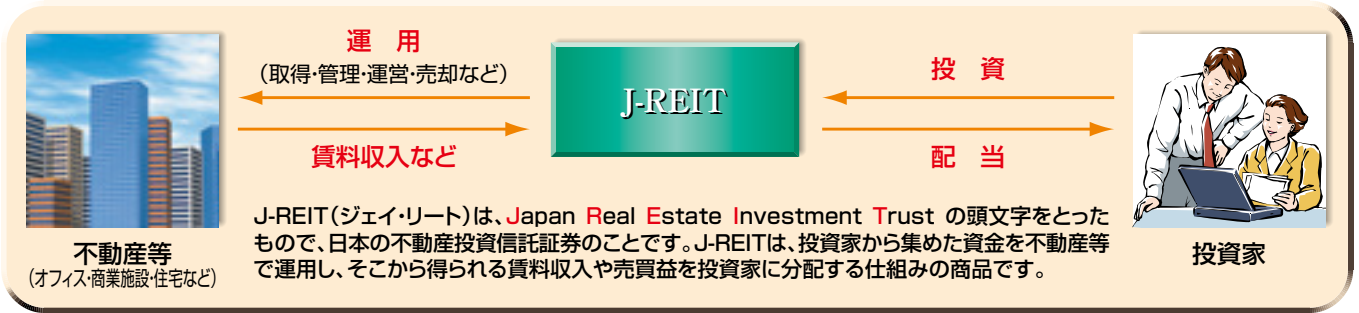 運 用
（取得・管理・運営・売却など）
J-REIT
投 資
賃料収入など
配 当
J-REIT（ジェイ・リート）は、Japan Real Estate Investment Trust の頭文字をとった
もので、日本の不動産投資信託証券のことです。J-REITは、投資家から集めた資金を不動産等
で運用し、そこから得られる賃料収入や売買益を投資家に分配する仕組みの商品です。
不動産等
（オフィス・商業施設・住宅など）
投資家